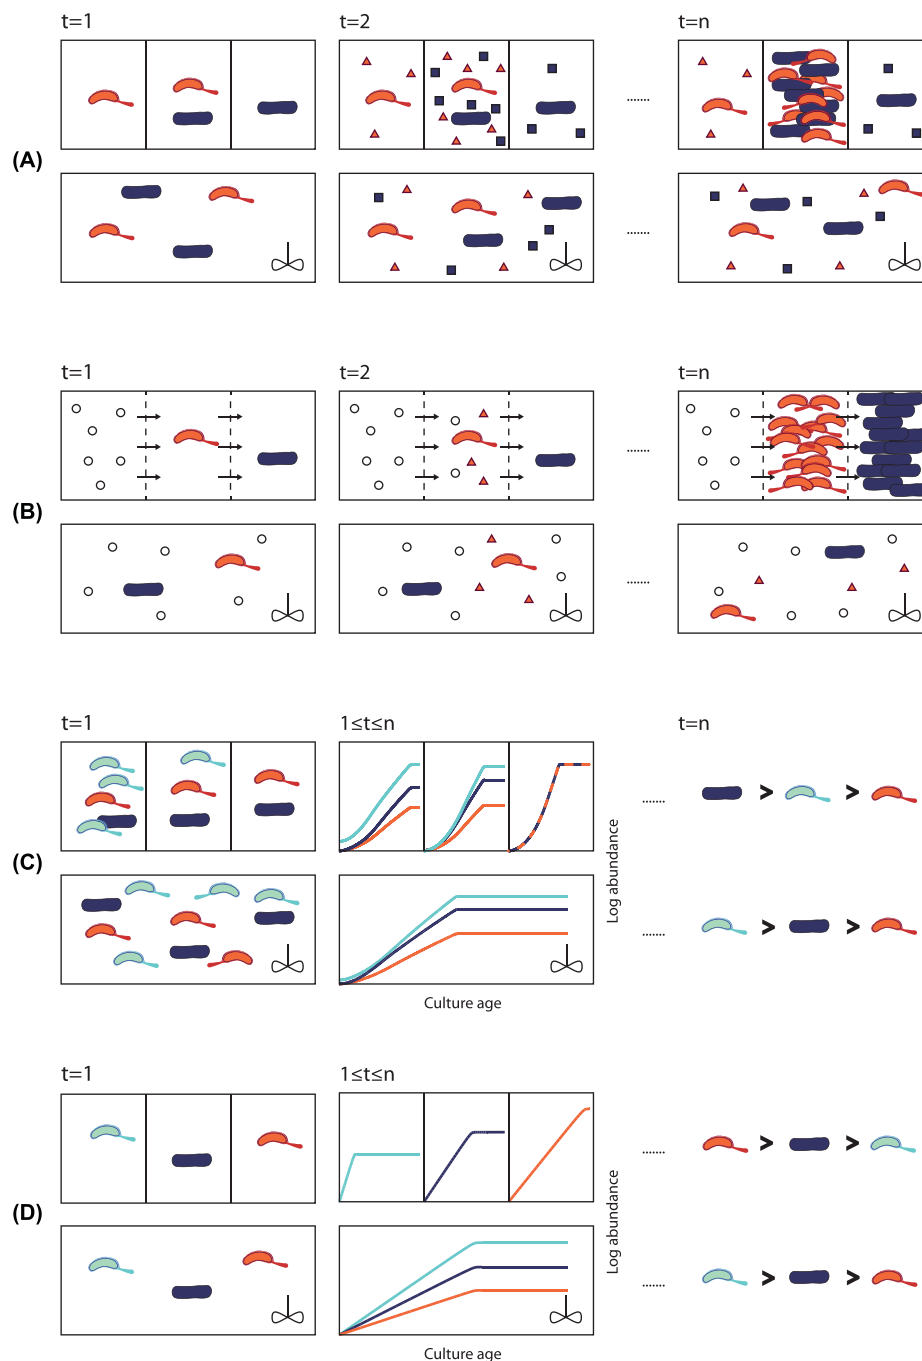 t=1 t=2 t=n
.......
(A)
.......
t=1 t=2 t=n
.......
(B)
.......
t=1 1≤t≤n t=n
....... > >
(C)
Log abundance
....... > >
Culture age
t=1 1≤t≤n
....... > >
(D)
Log abundance
....... > >
Culture age